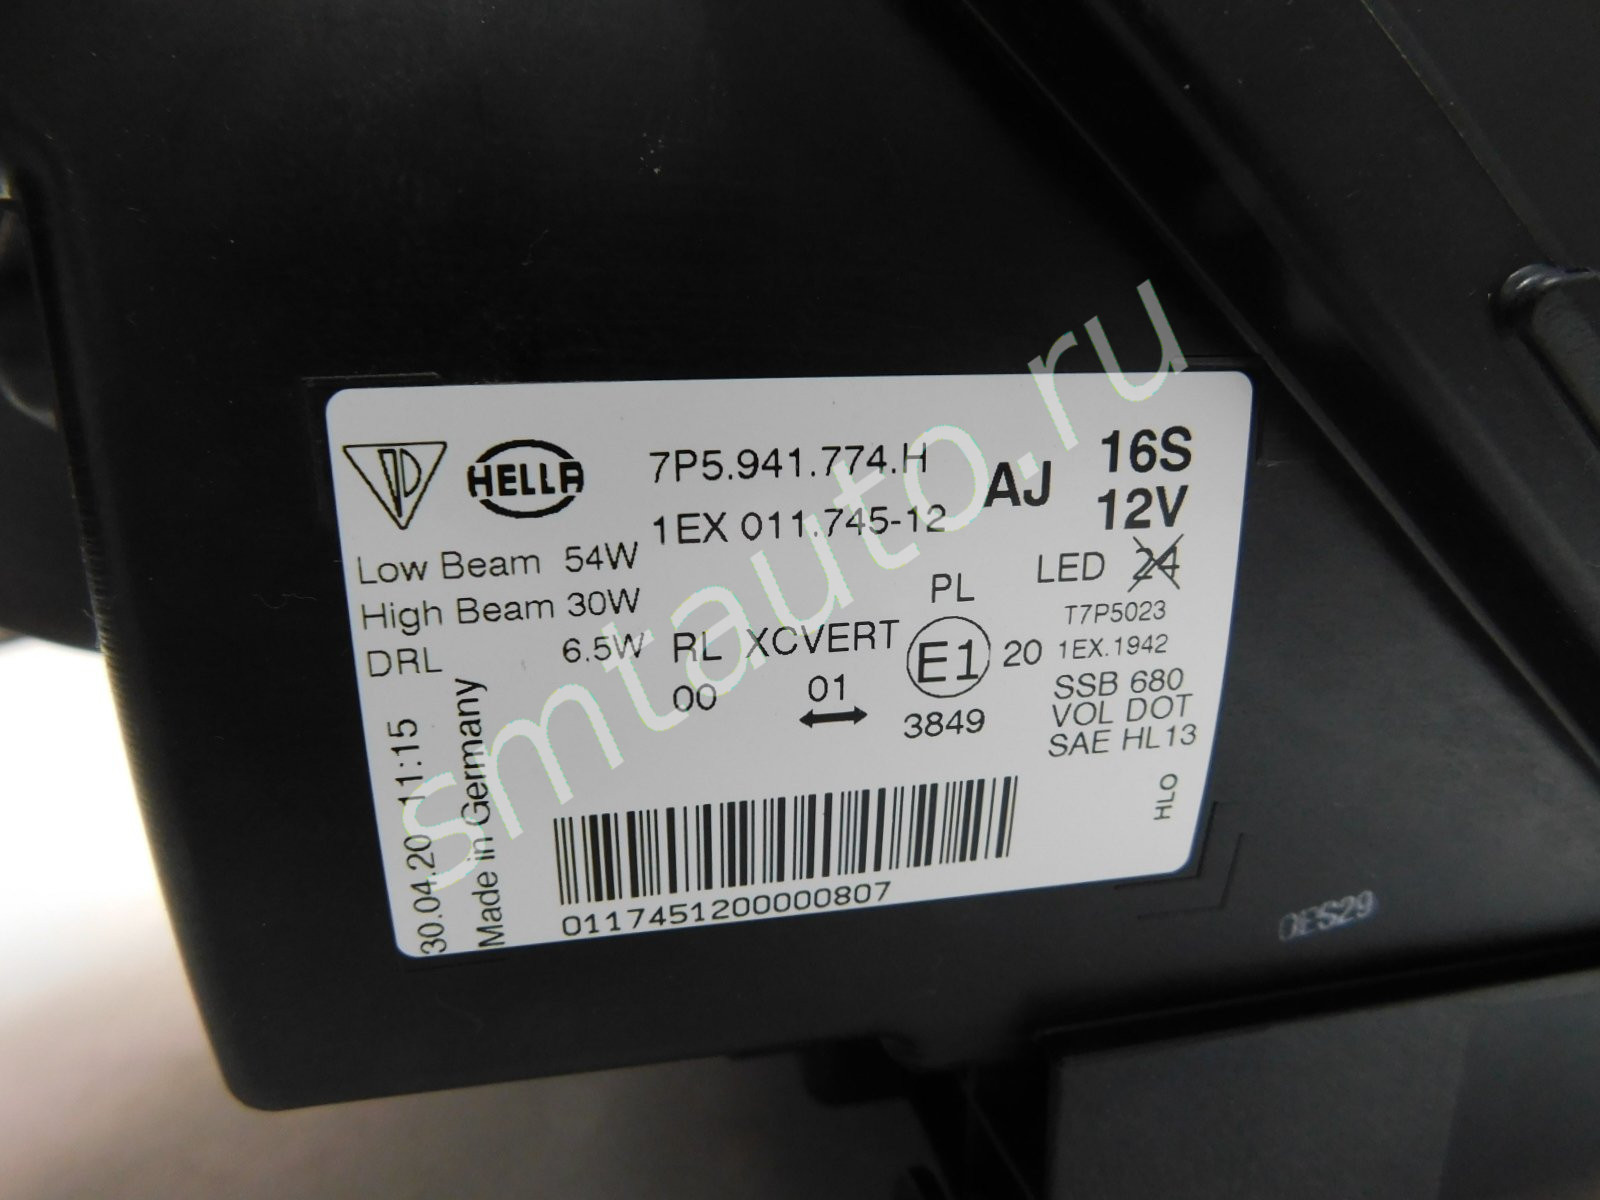 HELLA
7P5.941.774.H
1EX 011.745-12
AJ
16S
12V
Low Beam 54W
High Beam 30W
DRL 6.5W
RL XCVERT
00 01
PL
E1 20
3849
LED 24
T7P5023
1EX.1942
SSB 680
VOL DOT
SAE HL13
HLO
30.04.20 11:15
Made in Germany
0117451200000807
smtauto.ru